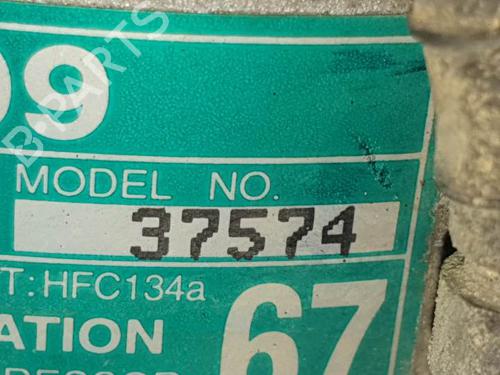 09
MODEL NO.
37574
T: HFC134a
ATION
67
B-PARTS